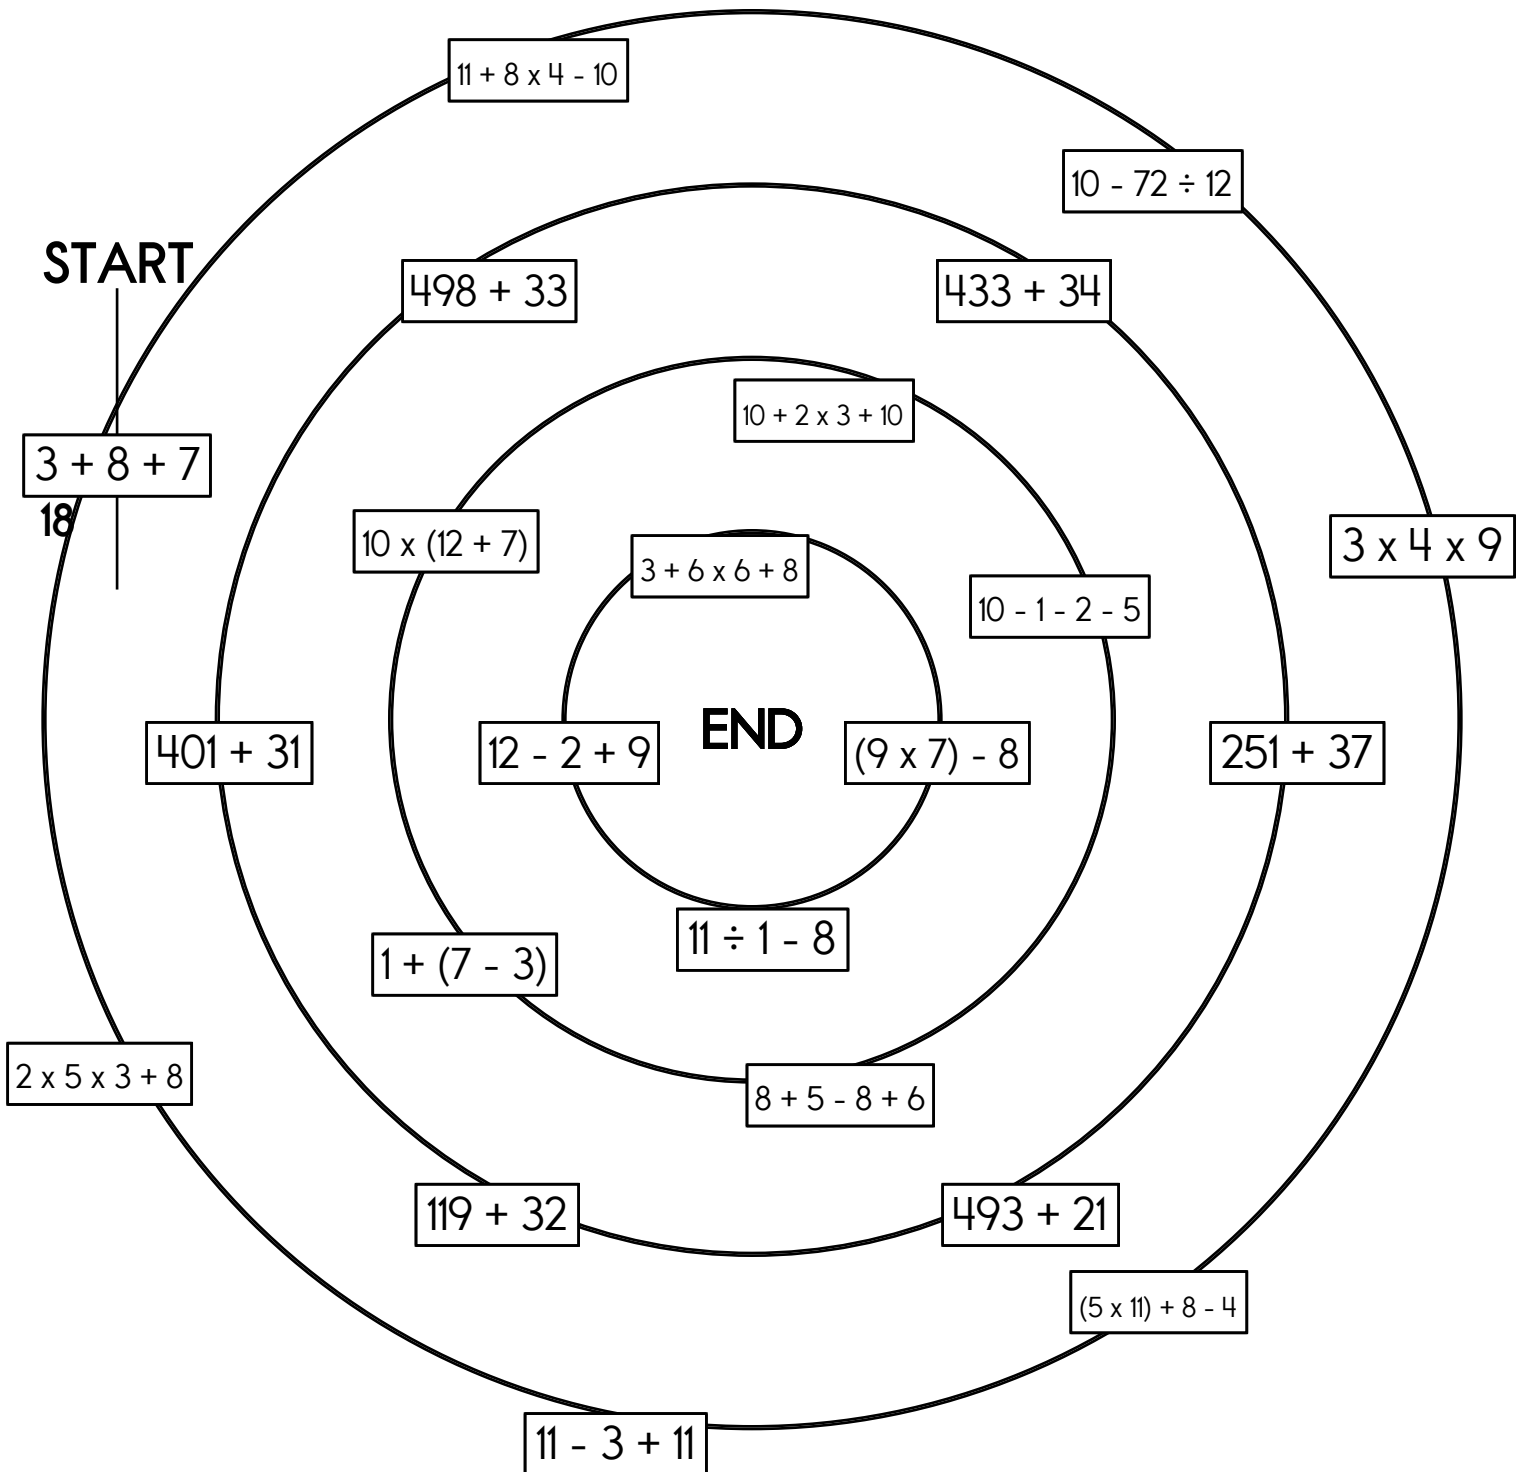 11 + 8 x 4 - 10
10 - 72 ÷ 12
START
498 + 33
433 + 34
10 + 2 x 3 + 10
3 + 8 + 7
18
10 x (12 + 7)
3 x 4 x 9
3 + 6 x 6 + 8
10 - 1 - 2 - 5
401 + 31
12 - 2 + 9
END
(9 x 7) - 8
251 + 37
11 ÷ 1 - 8
1 + (7 - 3)
2 x 5 x 3 + 8
8 + 5 - 8 + 6
119 + 32
493 + 21
(5 x 11) + 8 - 4
11 - 3 + 11